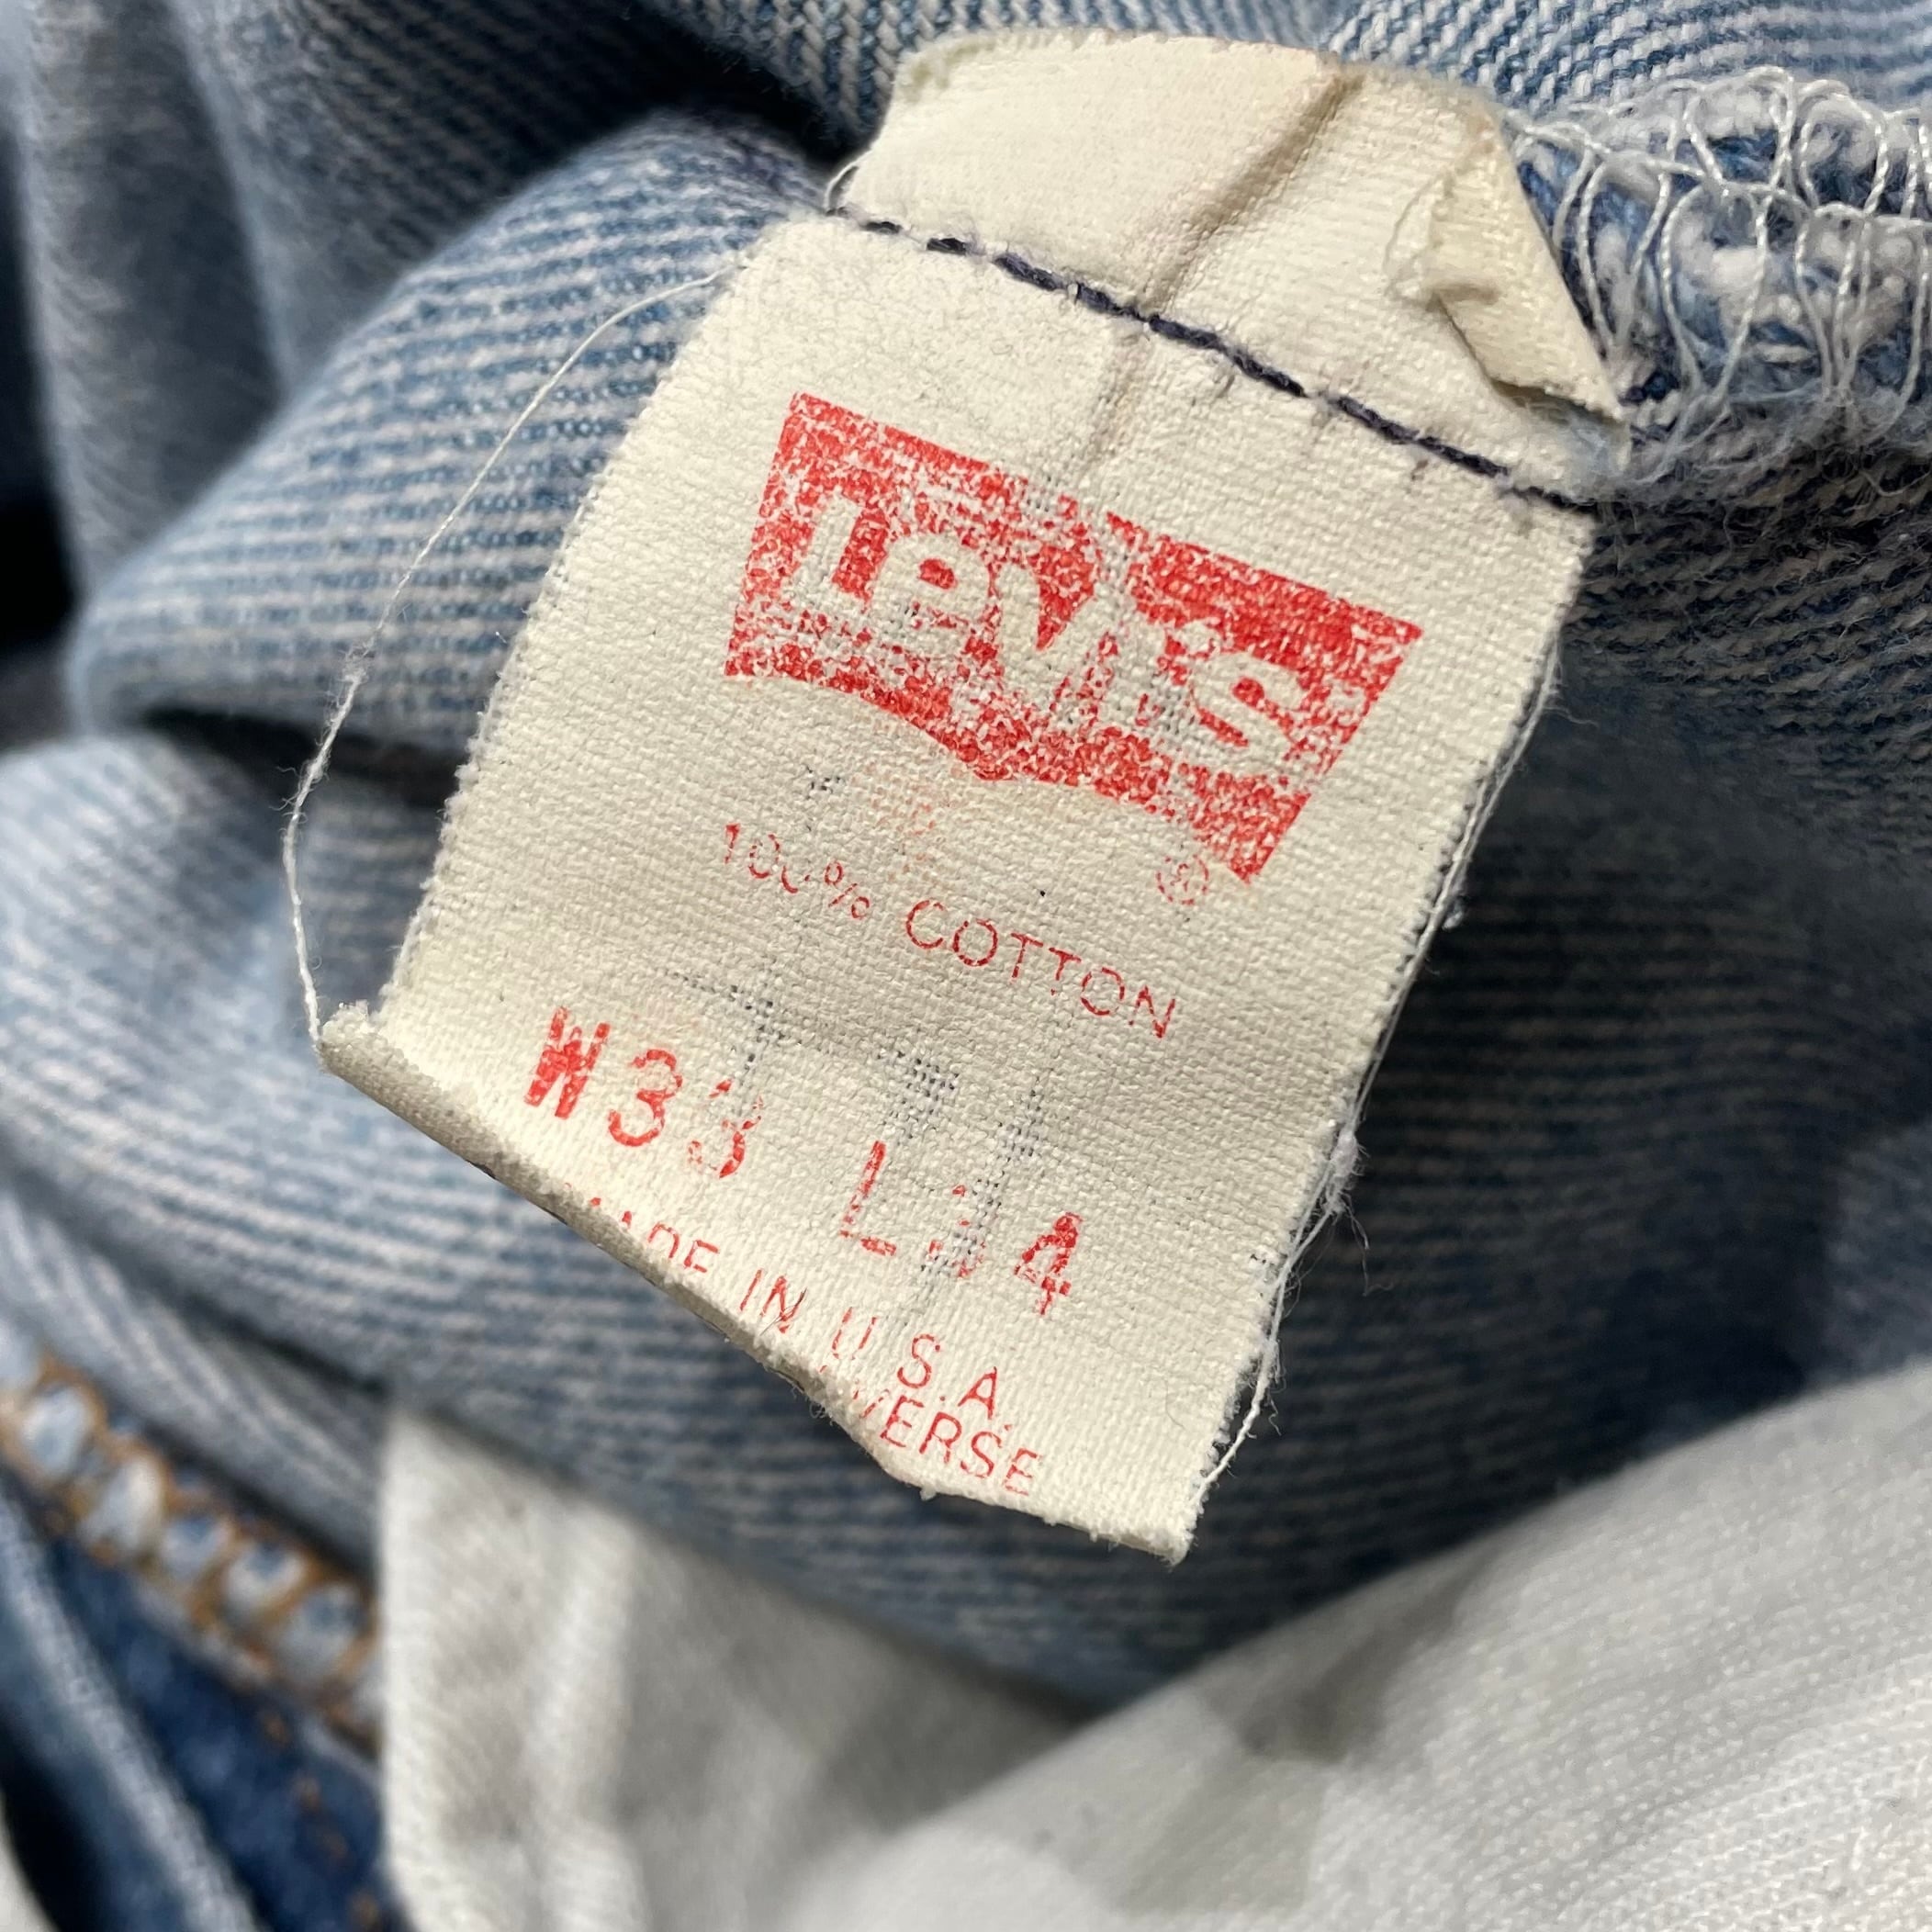 Levi's
®
100% COTTON
W33 L34
MADE IN U.S.A.